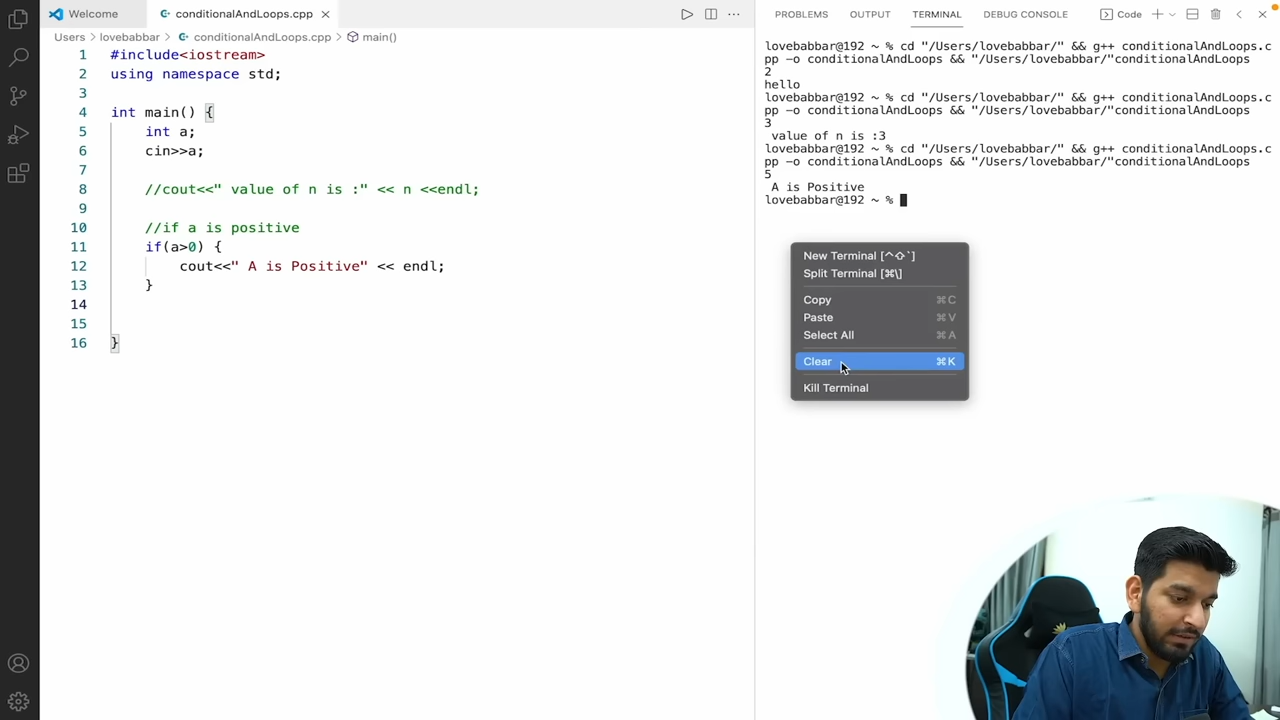 Welcome
conditionalAndLoops.cpp
Users > lovebabbar > conditionalAndLoops.cpp > main()
1 #include<iostream>
2 using namespace std;
3
4 int main() {
5 int a;
6 cin>>a;
7
8 //cout<<" value of n is :" << n <<endl;
9
10 //if a is positive
11 if(a>0) {
12 cout<<" A is Positive" << endl;
13 }
14
15
16 }
PROBLEMS OUTPUT TERMINAL DEBUG CONSOLE Code
lovebabbar@192 ~ % cd "/Users/lovebabbar/" && g++ conditionalAndLoops.c
pp -o conditionalAndLoops && "/Users/lovebabbar/"conditionalAndLoops
2
hello
lovebabbar@192 ~ % cd "/Users/lovebabbar/" && g++ conditionalAndLoops.c
pp -o conditionalAndLoops && "/Users/lovebabbar/"conditionalAndLoops
3
value of n is :3
lovebabbar@192 ~ % cd "/Users/lovebabbar/" && g++ conditionalAndLoops.c
pp -o conditionalAndLoops && "/Users/lovebabbar/"conditionalAndLoops
5
A is Positive
lovebabbar@192 ~ %
New Terminal [^⇧`]
Split Terminal [⌘\]
Copy ⌘C
Paste ⌘V
Select All ⌘A
Clear ⌘K
Kill Terminal